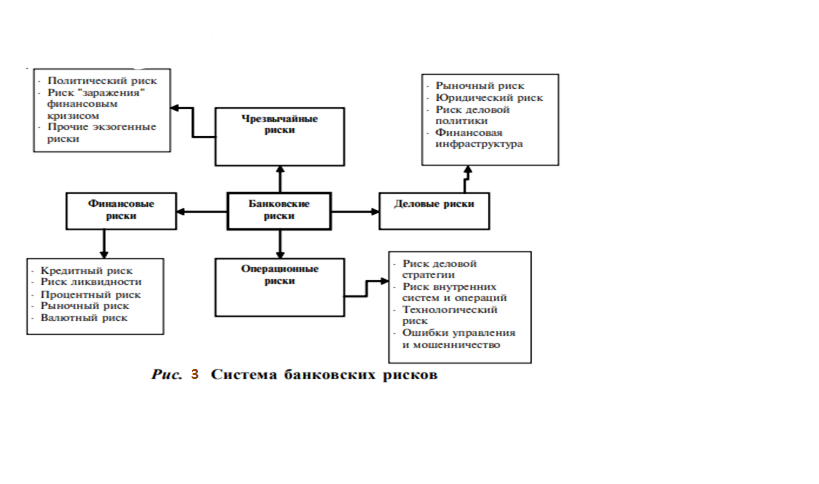 · Политический риск
· Риск "заражения"
финансовым
кризисом
· Прочие экзогенные
риски
Чрезвычайные
риски
· Рыночный риск
· Юридический риск
· Риск деловой
политики
· Финансовая
инфраструктура
Финансовые
риски
Банковские
риски
Деловые риски
· Кредитный риск
· Риск ликвидности
· Процентный риск
· Рыночный риск
· Валютный риск
Операционные
риски
· Риск деловой
стратегии
· Риск внутренних
систем и операций
· Технологический
риск
· Ошибки управления
и мошенничество
Рис. 3 Система банковских рисков